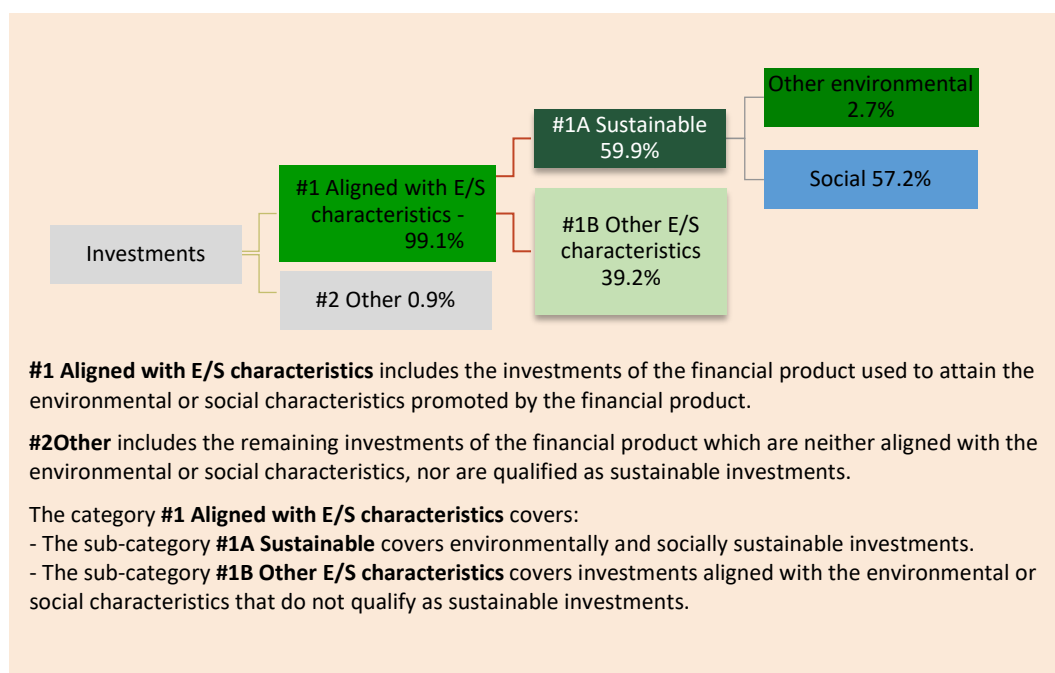 Other environmental
2.7%
#1A Sustainable
59.9%
Social 57.2%
#1 Aligned with E/S
characteristics -
99.1%
#1B Other E/S
characteristics
39.2%
Investments
#2 Other 0.9%
#1 Aligned with E/S characteristics includes the investments of the financial product used to attain the
environmental or social characteristics promoted by the financial product.
#2Other includes the remaining investments of the financial product which are neither aligned with the
environmental or social characteristics, nor are qualified as sustainable investments.
The category #1 Aligned with E/S characteristics covers:
- The sub-category #1A Sustainable covers environmentally and socially sustainable investments.
- The sub-category #1B Other E/S characteristics covers investments aligned with the environmental or
social characteristics that do not qualify as sustainable investments.